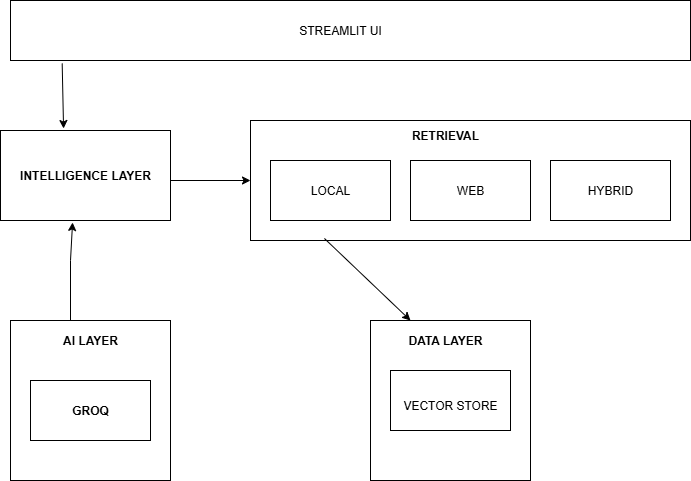 STREAMLIT UI
INTELLIGENCE LAYER
RETRIEVAL
LOCAL
WEB
HYBRID
AI LAYER
GROQ
DATA LAYER
VECTOR STORE